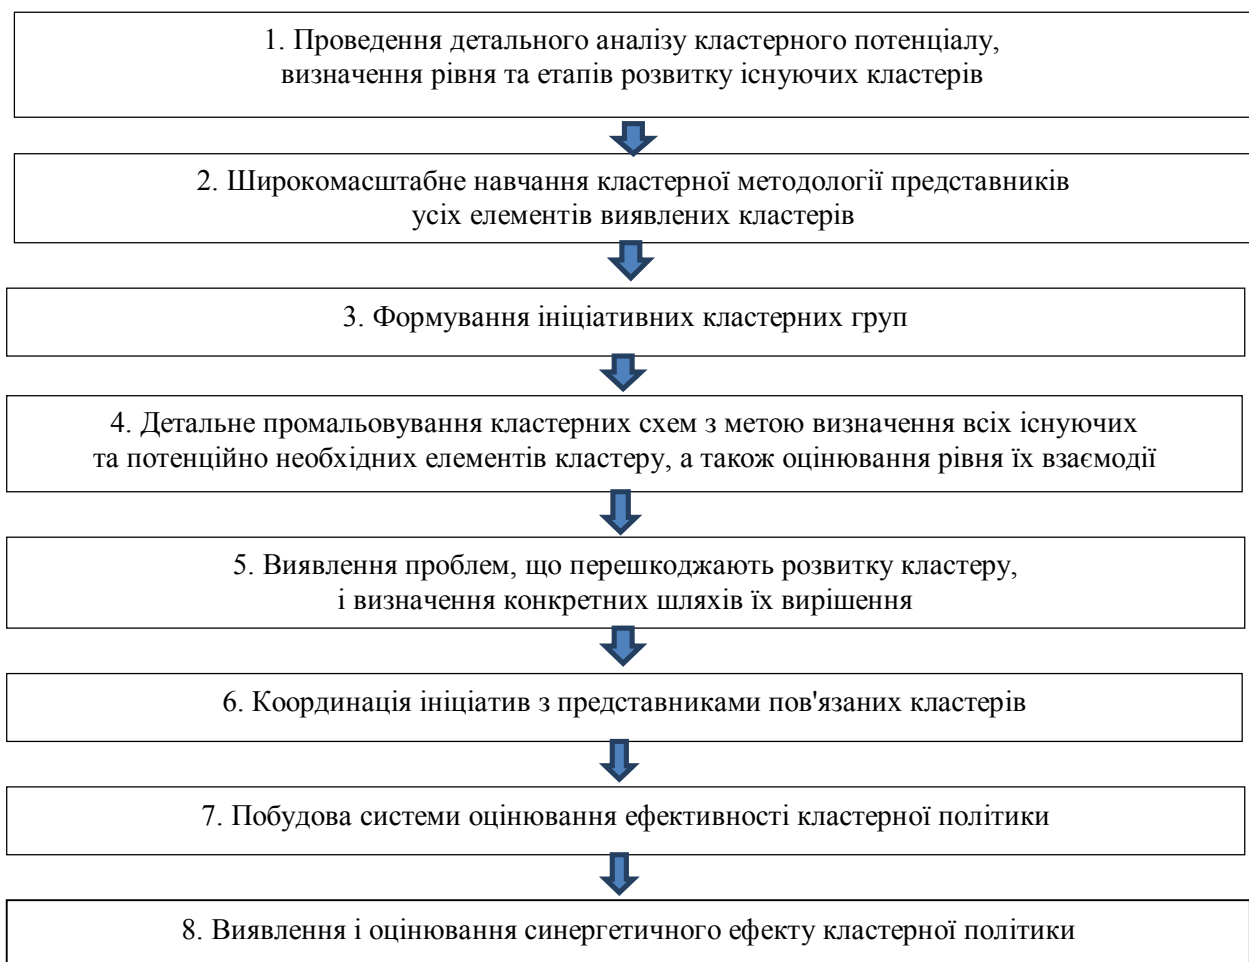 1. Проведення детального аналізу кластерного потенціалу,
визначення рівня та етапів розвитку існуючих кластерів
2. Широкомасштабне навчання кластерної методології представників
усіх елементів виявлених кластерів
3. Формування ініціативних кластерних груп
4. Детальне промальовування кластерних схем з метою визначення всіх існуючих
та потенційно необхідних елементів кластеру, а також оцінювання рівня їх взаємодії
5. Виявлення проблем, що перешкоджають розвитку кластеру,
і визначення конкретних шляхів їх вирішення
6. Координація ініціатив з представниками пов'язаних кластерів
7. Побудова системи оцінювання ефективності кластерної політики
8. Виявлення і оцінювання синергетичного ефекту кластерної політики